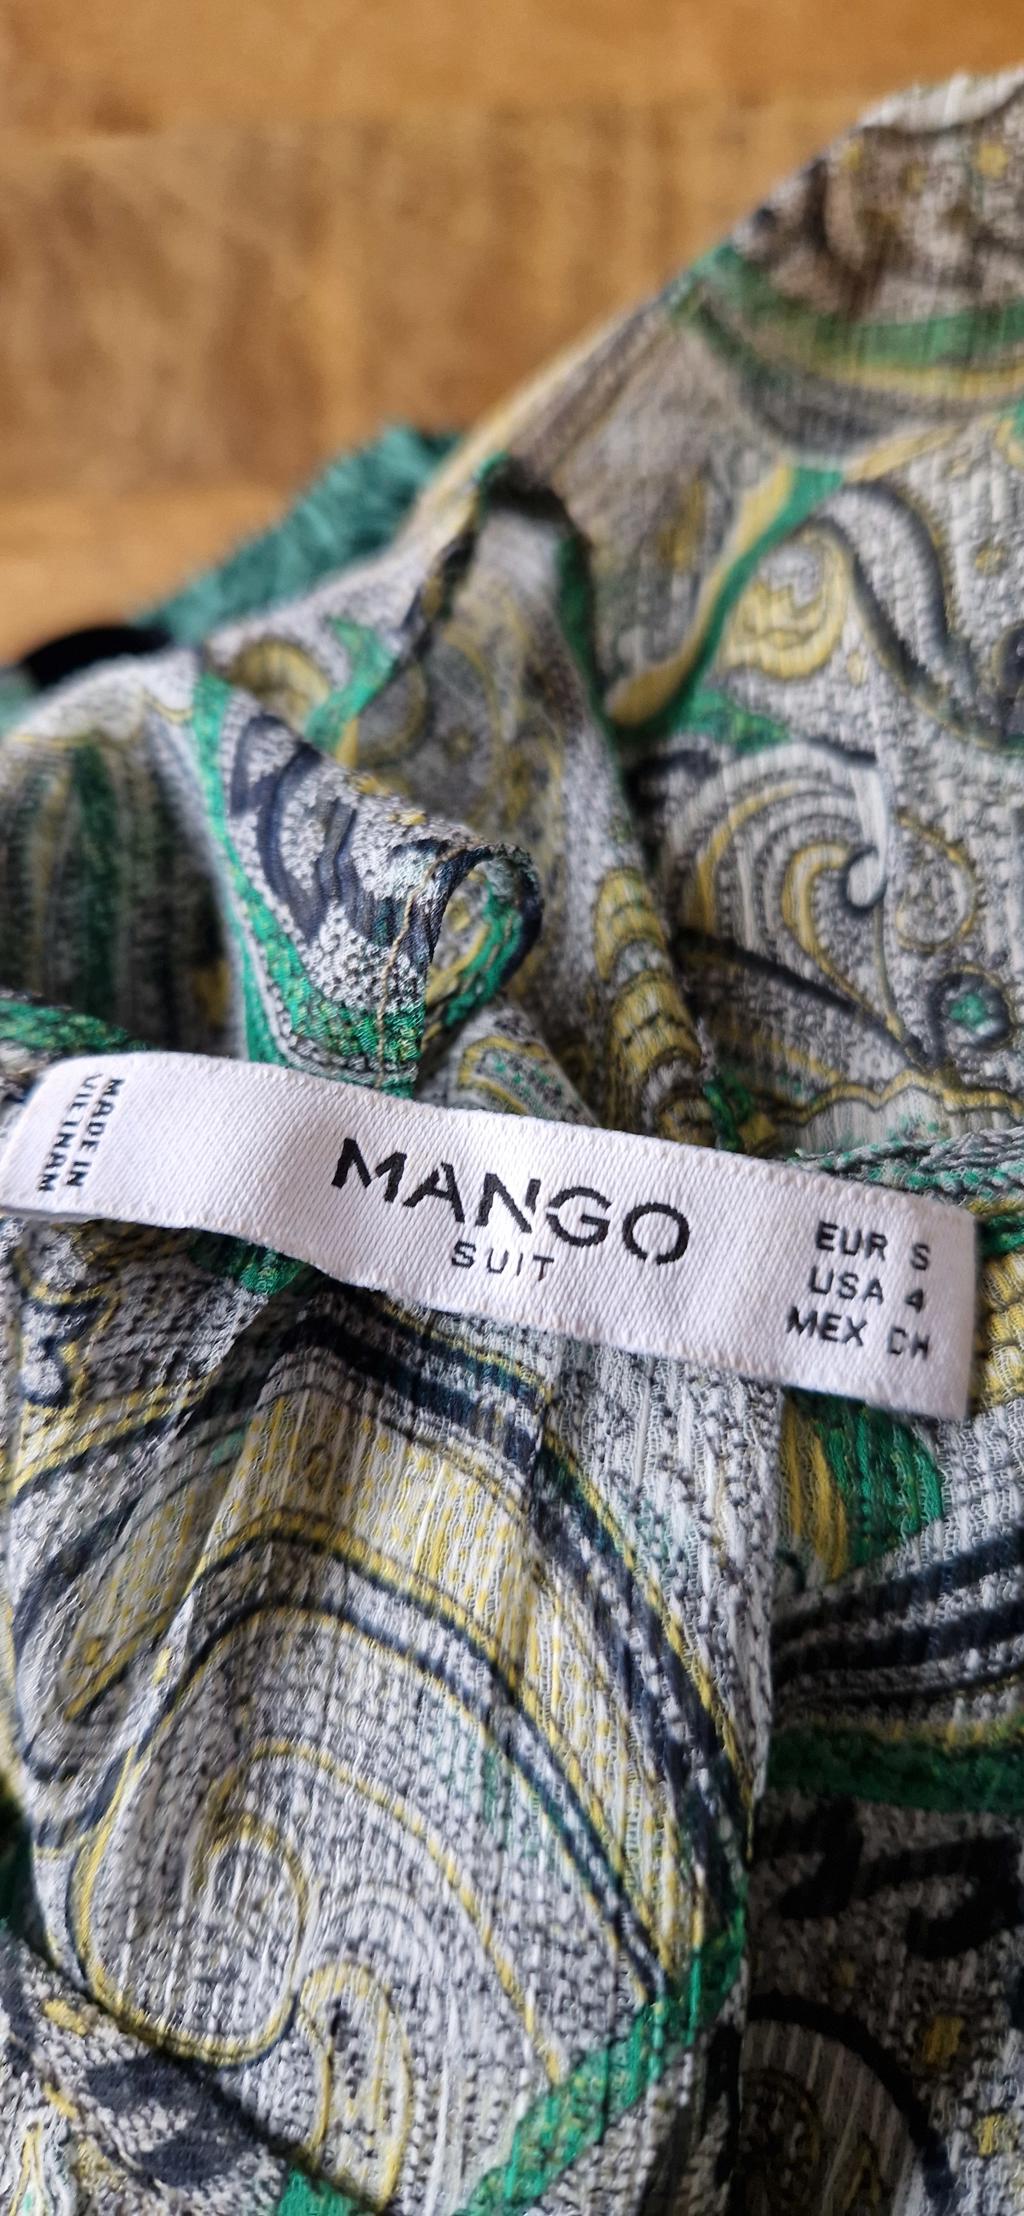 MADE IN
VIETNAM
MANGO
SUIT
EUR S
USA 4
MEX CH